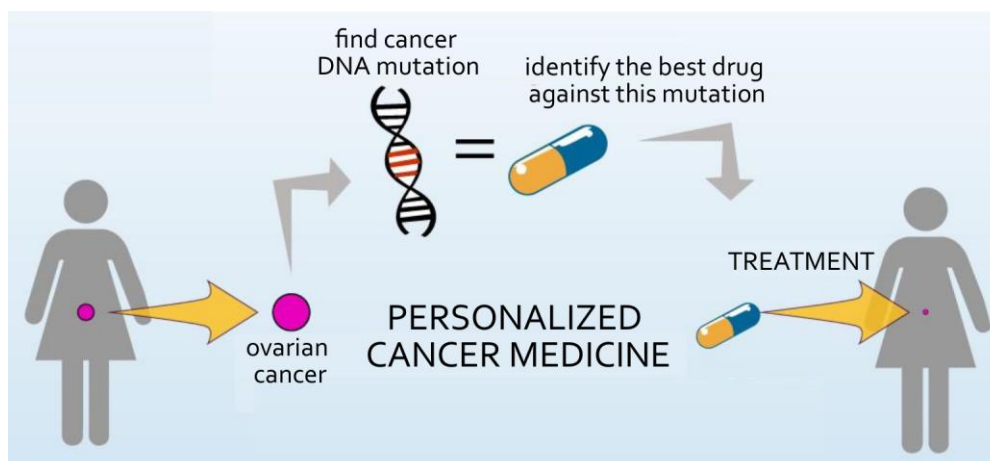 find cancer
DNA mutation
identify the best drug
against this mutation
=
TREATMENT
PERSONALIZED
CANCER MEDICINE
ovarian
cancer